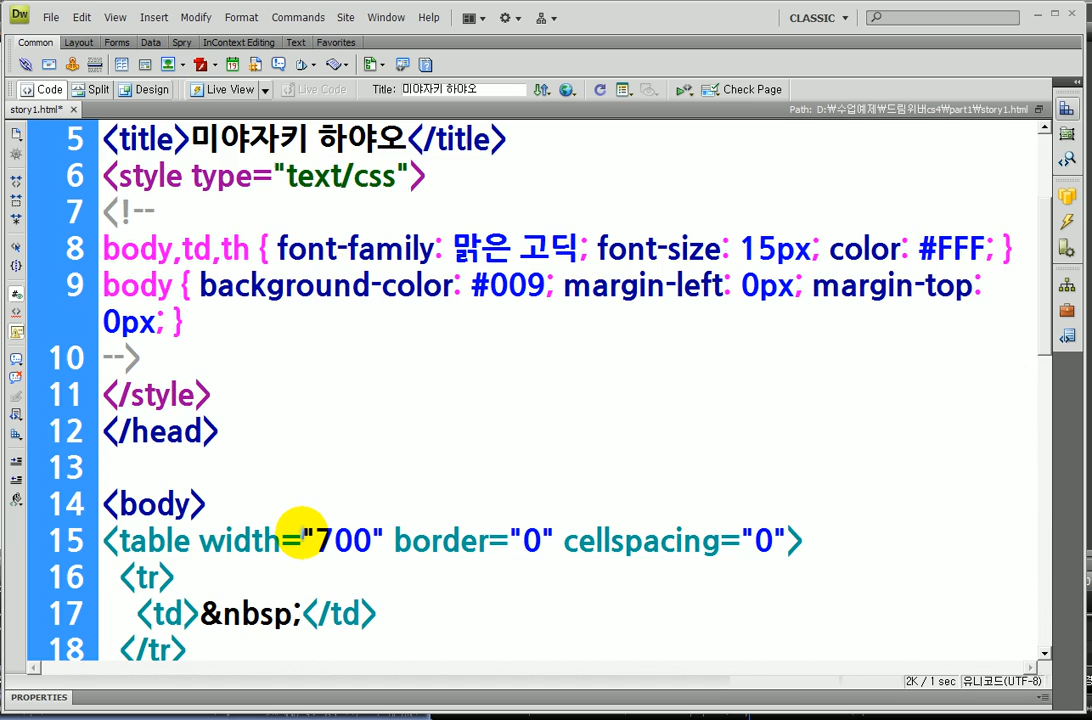 Dw File Edit View Insert Modify Format Commands Site Window Help CLASSIC
Common Layout Forms Data Spry InContext Editing Text Favorites
Code Split Design Live View Live Code Title: 미야자키 하야오 Check Page
story1.html* Path: D:₩수업예제₩드림위버cs4₩part1₩story1.html
5 <title>미야자키 하야오</title>
6 <style type="text/css">
7 <!--
8 body,td,th { font-family: 맑은 고딕; font-size: 15px; color: #FFF; }
9 body { background-color: #009; margin-left: 0px; margin-top:
0px; }
10 -->
11 </style>
12 </head>
13
14 <body>
15 <table width="700" border="0" cellspacing="0">
16 <tr>
17 <td>&nbsp;</td>
18 </tr>
2K / 1 sec 유니코드(UTF-8)
PROPERTIES